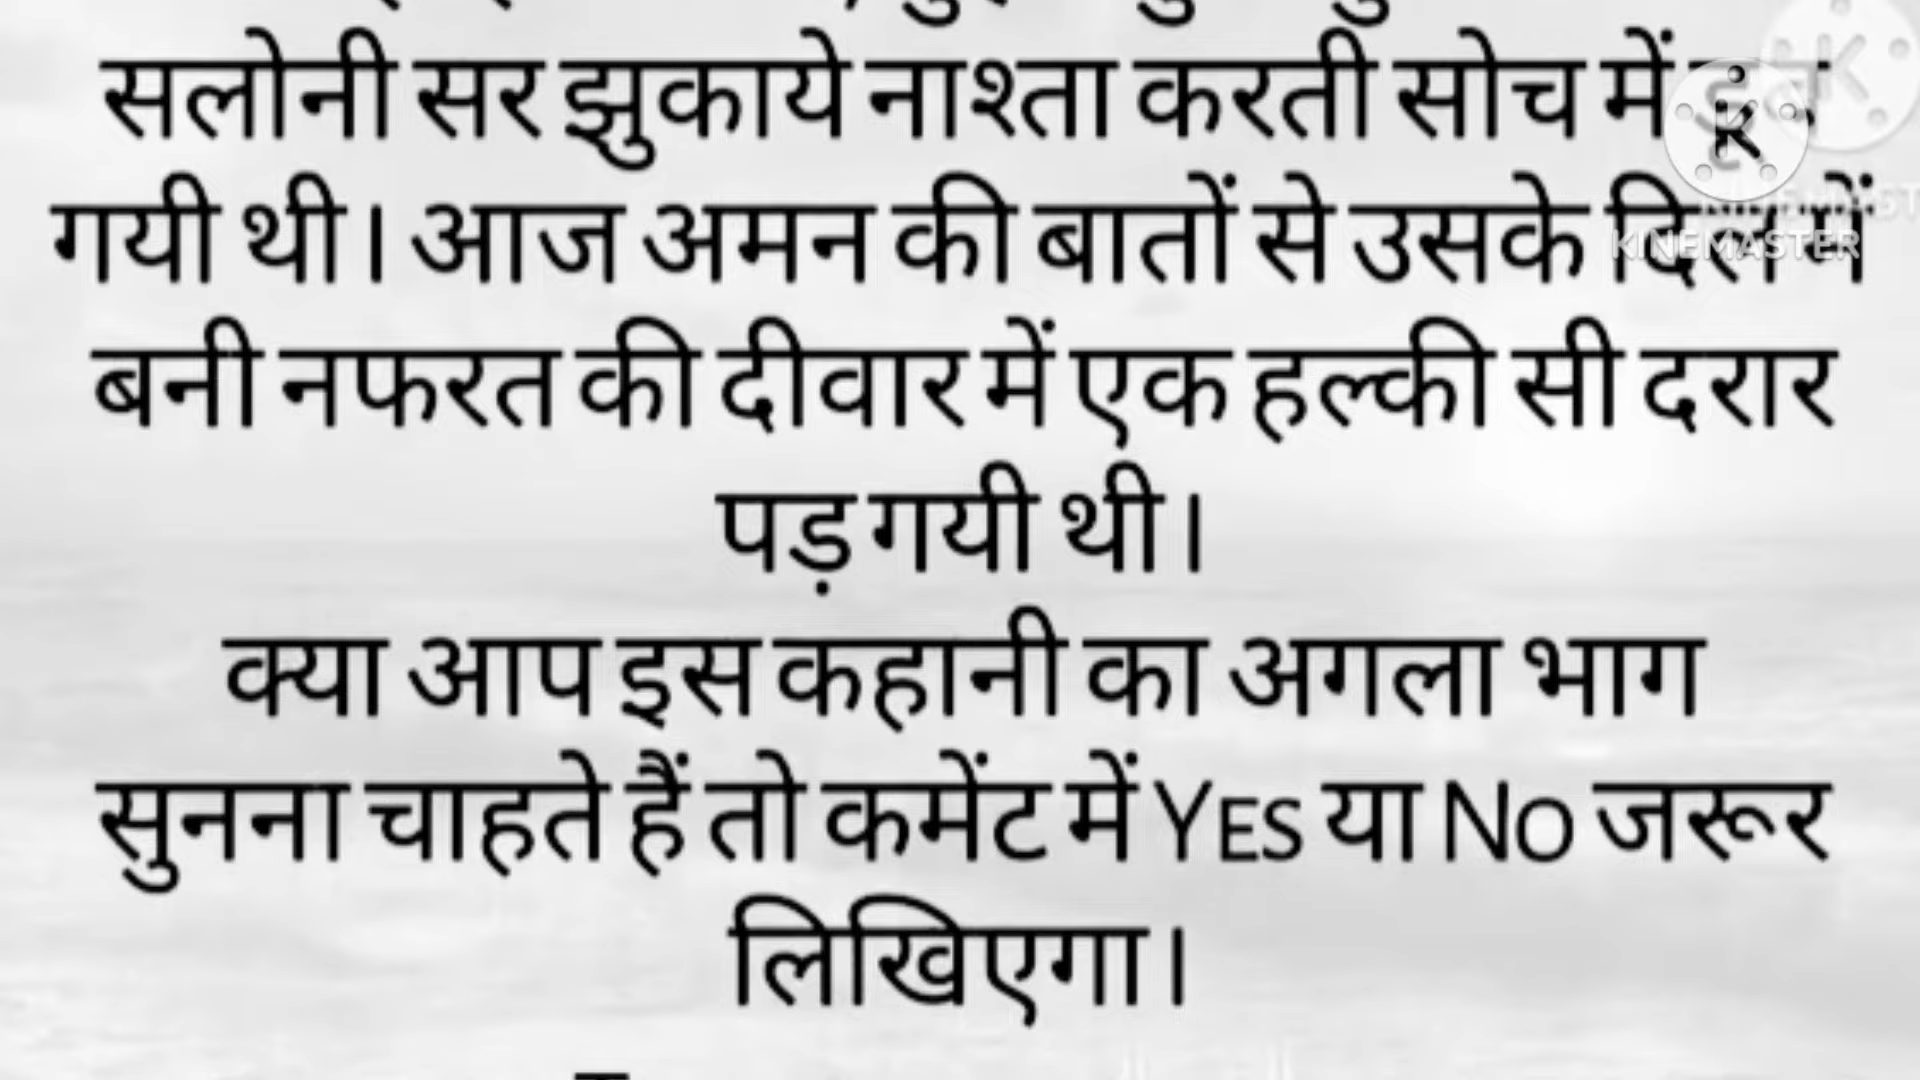 सलोनी सर झुकाये नाश्ता करती सोच में
गयी थी। आज अमन की बातों से उसके दिल में
बनी नफरत की दीवार में एक हल्की सी दरार
पड़ गयी थी।
क्या आप इस कहानी का अगला भाग
सुनना चाहते हैं तो कमेंट में YES या NO जरूर
लिखिएगा।
K
KINEMASTER